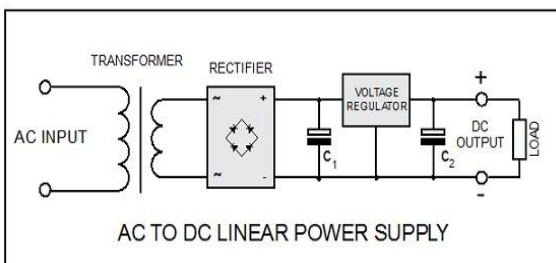 TRANSFORMER
RECTIFIER
VOLTAGE
REGULATOR
+
AC INPUT
~ +
~ -
C1
C2
DC
OUTPUT
LOAD
-
AC TO DC LINEAR POWER SUPPLY